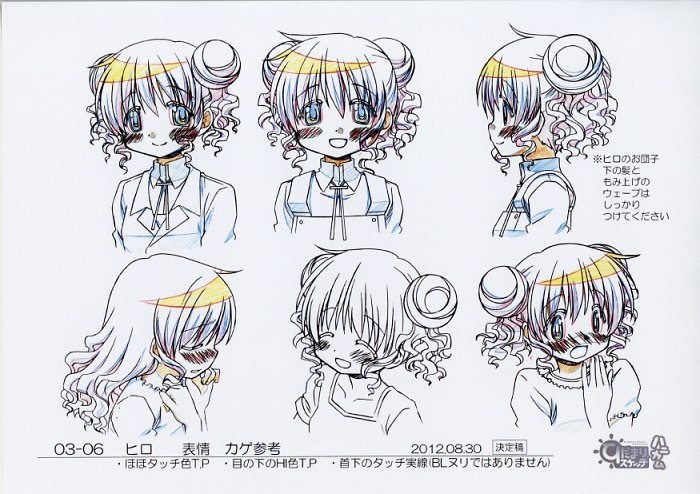 ※ヒロのお団子
下の髪と
もみ上げの
ウェーブは
しっかり
つけてください
03-06 ヒロ 表情 カゲ参考 2012.08.30 決定稿
・ほほタッチ色T.P ・目の下のHI色T.P ・首下のタッチ実線(BLヌリではありません)
ハニカム